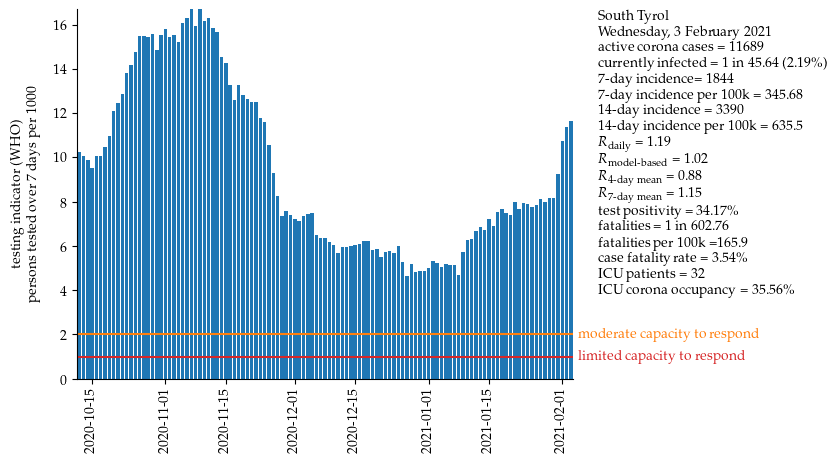 South Tyrol
Wednesday, 3 February 2021
active corona cases = 11689
currently infected = 1 in 45.64 (2.19%)
7-day incidence= 1844
7-day incidence per 100k = 345.68
14-day incidence = 3390
14-day incidence per 100k = 635.5
R daily = 1.19
R model-based = 1.02
R 4-day mean = 0.88
R 7-day mean = 1.15
test positivity = 34.17%
fatalities = 1 in 602.76
fatalities per 100k =165.9
case fatality rate = 3.54%
ICU patients = 32
ICU corona occupancy = 35.56%
testing indicator (WHO)
persons tested over 7 days per 1000
16
14
12
10
8
6
4
2
0
moderate capacity to respond
limited capacity to respond
2020-10-15
2020-11-01
2020-11-15
2020-12-01
2020-12-15
2021-01-01
2021-01-15
2021-02-01